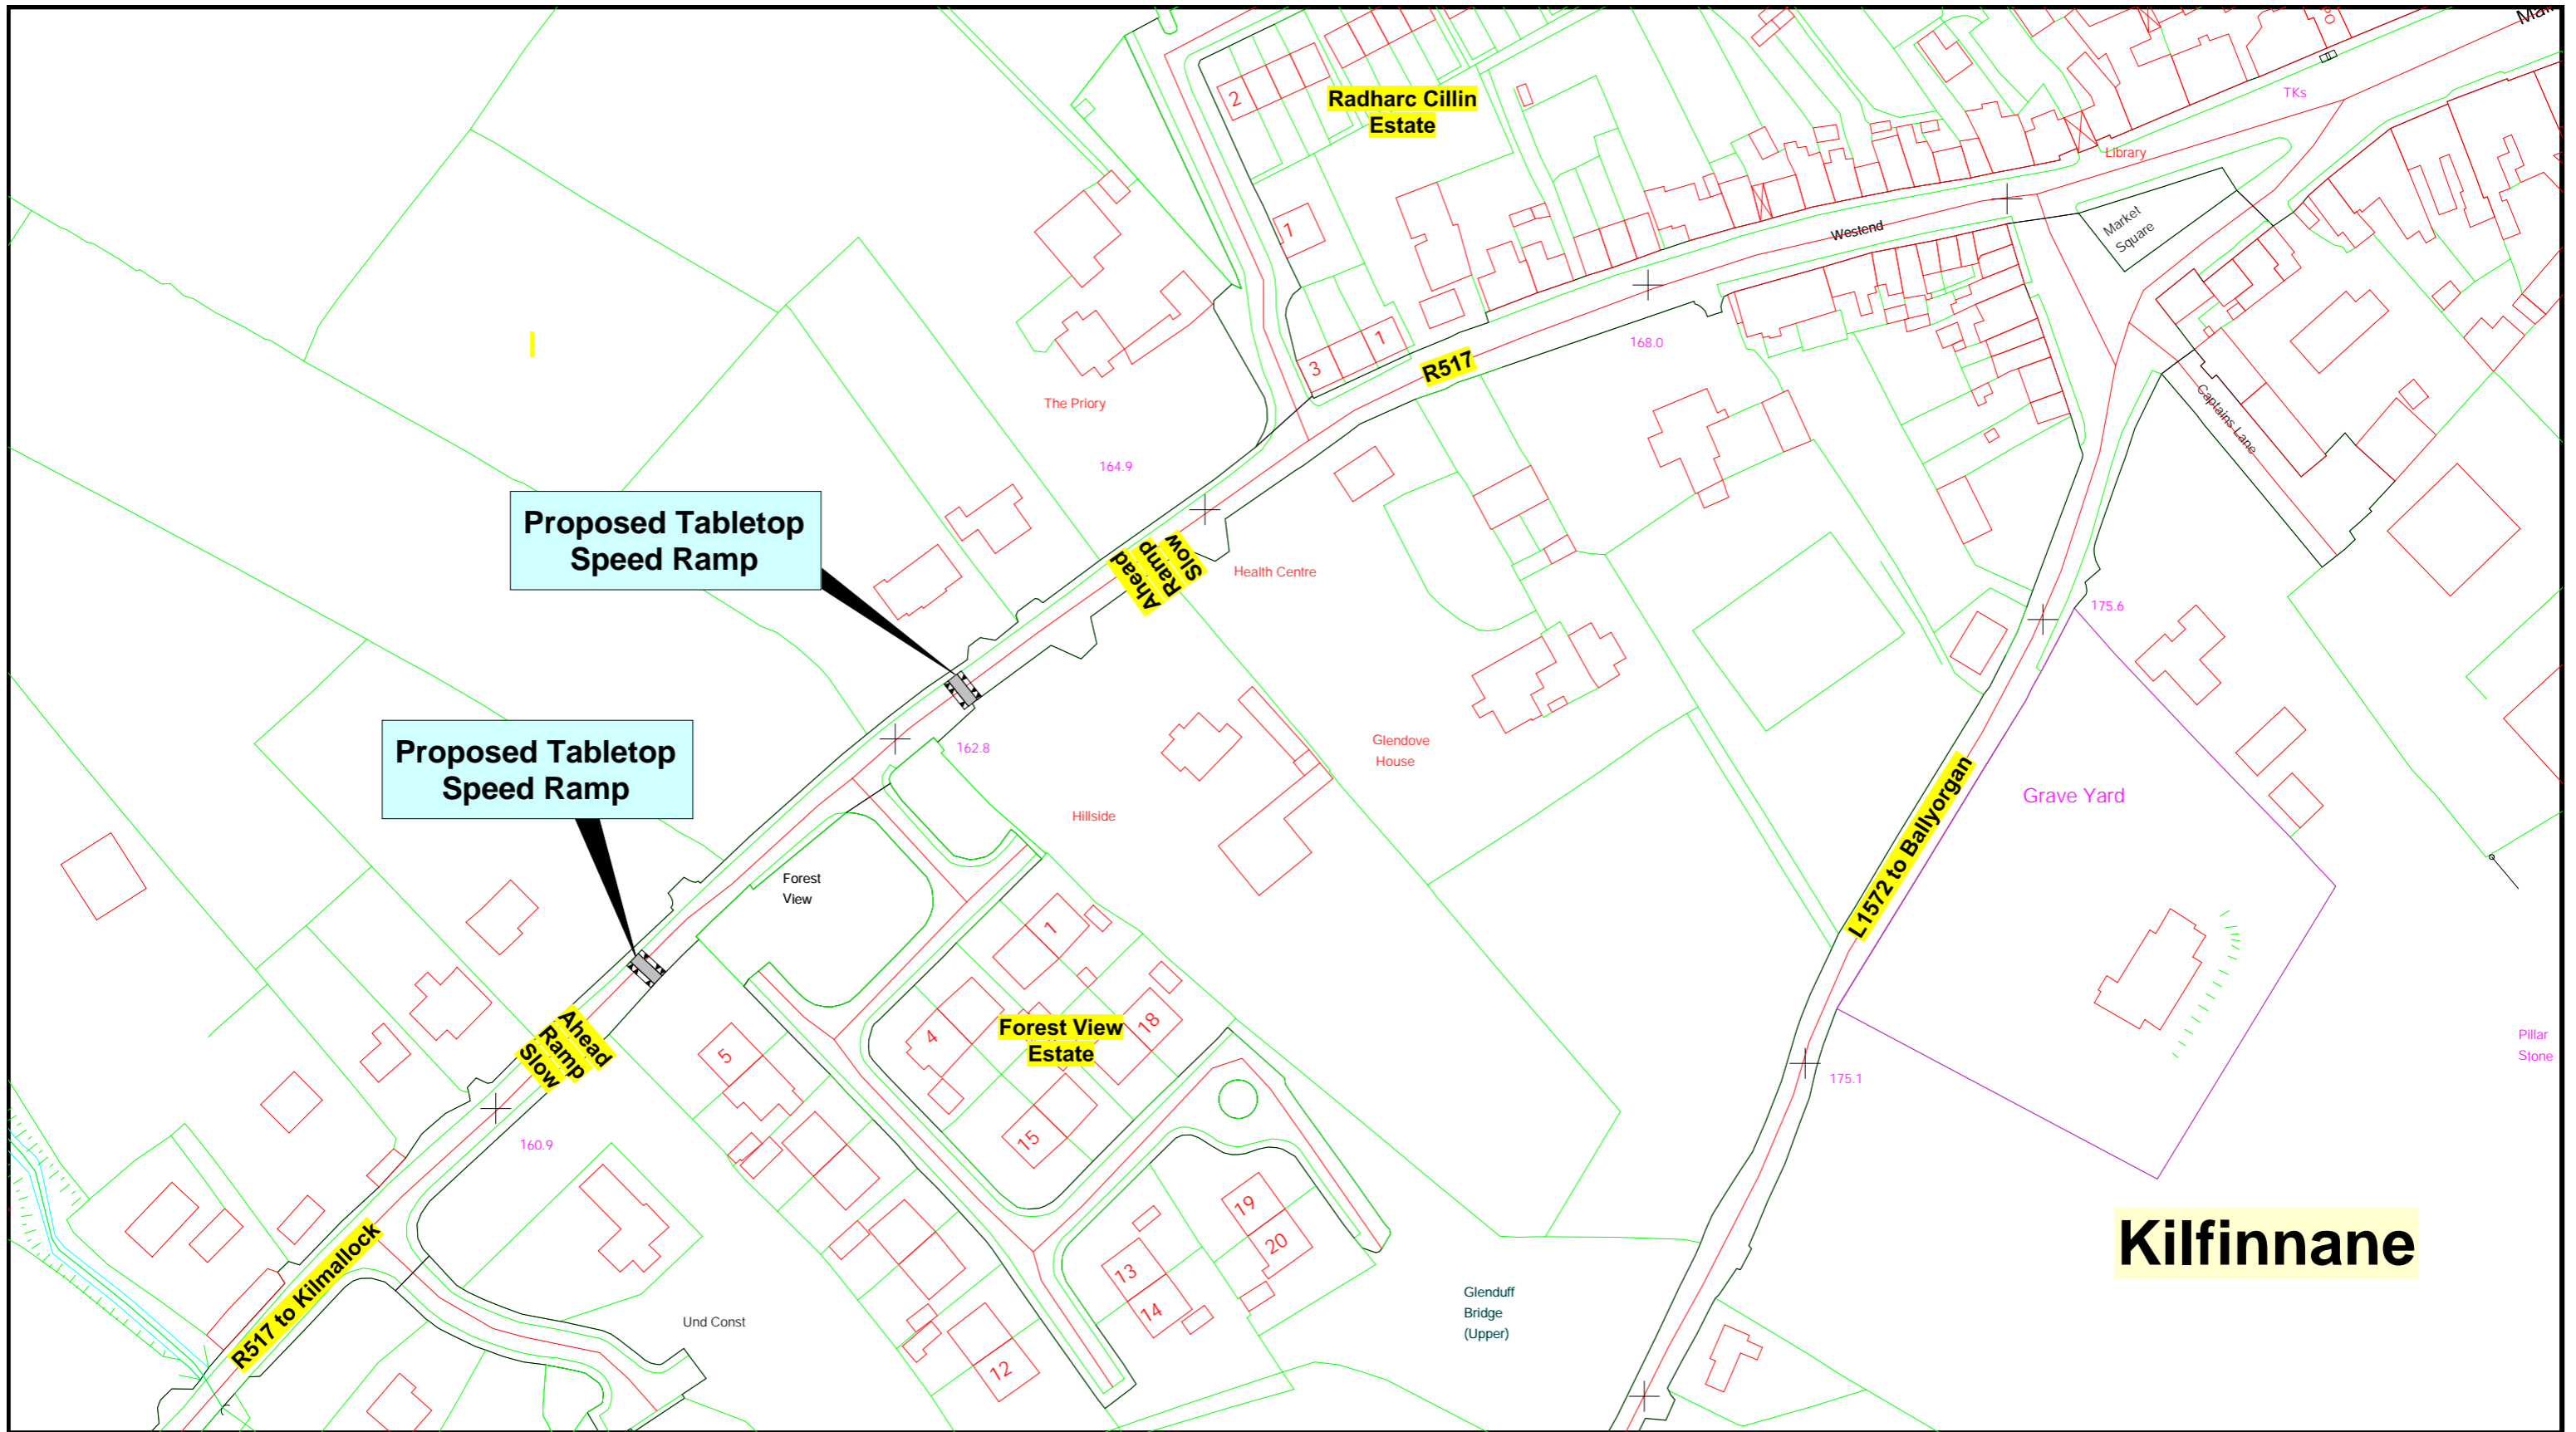 Radharc Cillin
Estate
2
1
1
3
PO
TKs
Library
Market
Square
Westend
R517
168.0
The Priory
164.9
Captains Lane
Proposed Tabletop
Speed Ramp
Slow
Ramp
Ahead
Health Centre
175.6
162.8
Proposed Tabletop
Speed Ramp
Glendove
House
Hillside
Grave Yard
L1572 to Ballyorgan
Forest
View
1
4
18
Forest View
Estate
5
15
Ahead
Ramp
Slow
160.9
175.1
Pillar
Stone
19
20
13
14
12
Kilfinnane
Glenduff
Bridge
(Upper)
Und Const
R517 to Kilmallock